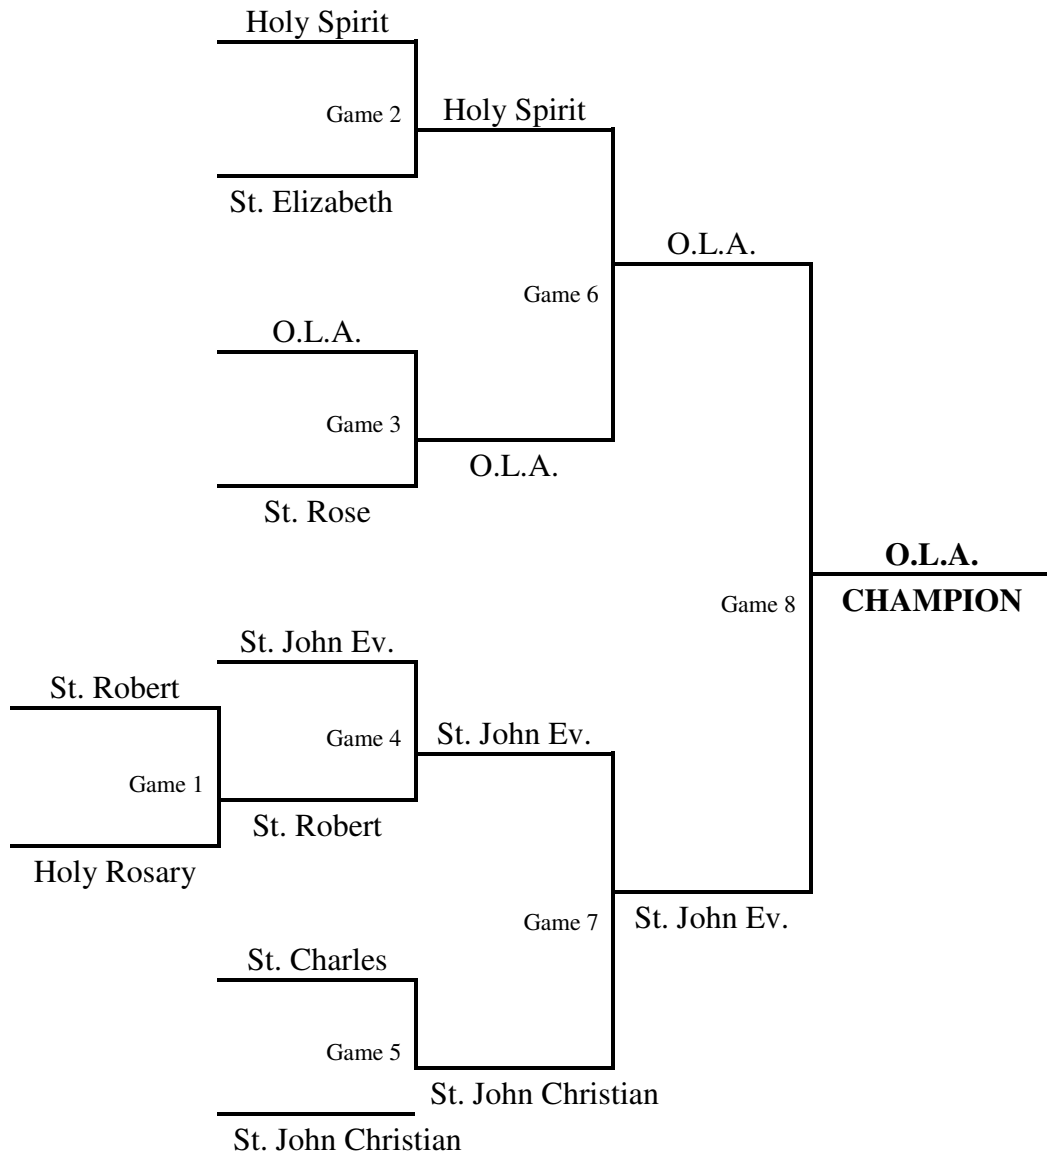 Holy Spirit
Game 2
Holy Spirit
St. Elizabeth
O.L.A.
Game 6
O.L.A.
Game 3
O.L.A.
St. Rose
O.L.A.
Game 8
CHAMPION
St. John Ev.
St. Robert
Game 4
St. John Ev.
Game 1
St. Robert
Holy Rosary
Game 7
St. John Ev.
St. Charles
Game 5
St. John Christian
St. John Christian